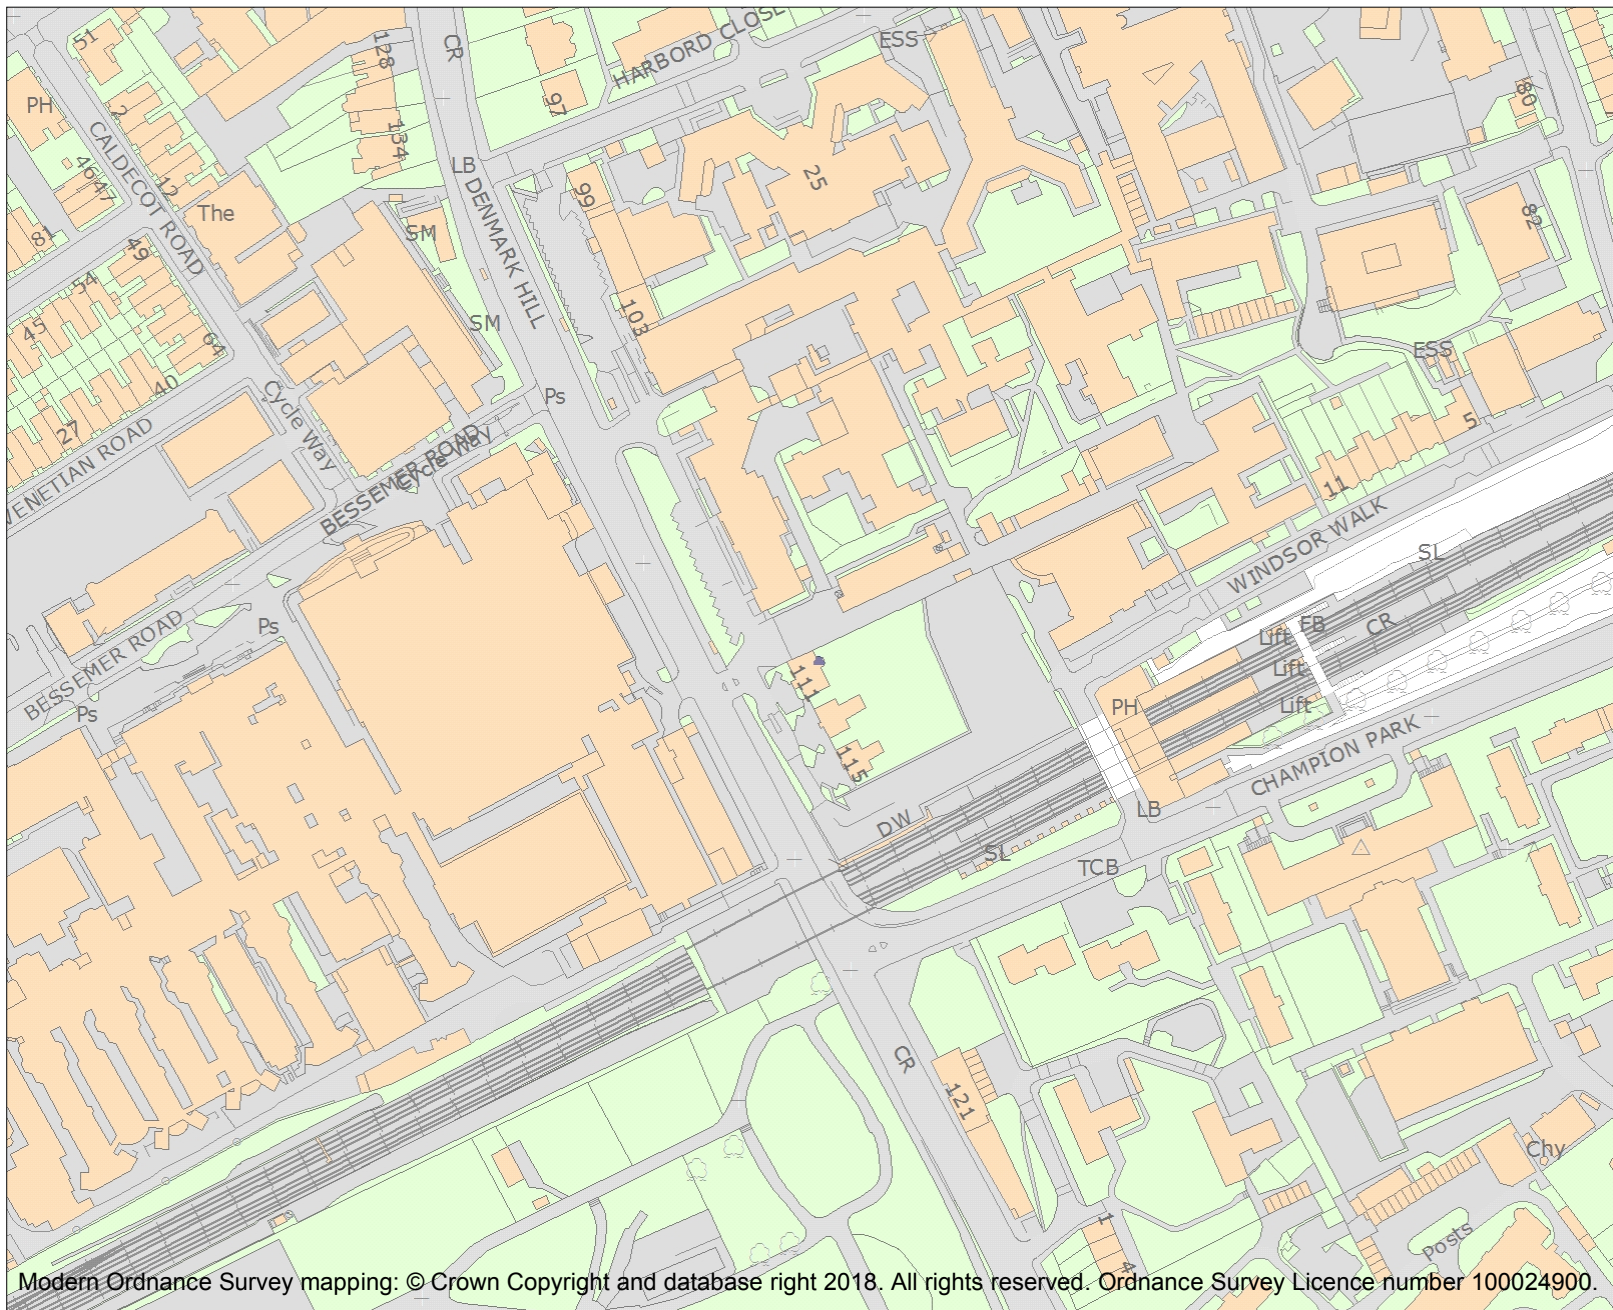 51
128
CR
HARBORD CLOSE
ESS
PH
2
97
80
CALDECOT ROAD
134
46
47
LB
12
25
99
The
82
81
SM
49
DENMARK HILL
54
103
45
SM
64
ESS
40
Cycle Way
Ps
27
5
VENETIAN ROAD
BESSEMER ROAD
Cycle Way
11
WINDSOR WALK
SL
BESSEMER ROAD
Ps
Lift
FB
CR
Lift
111
Ps
PH
Lift
115
CHAMPION PARK
DW
LB
SL
TCB
CR
121
Chy
1
Posts
4
Modern Ordnance Survey mapping: © Crown Copyright and database right 2018. All rights reserved. Ordnance Survey Licence number 100024900.